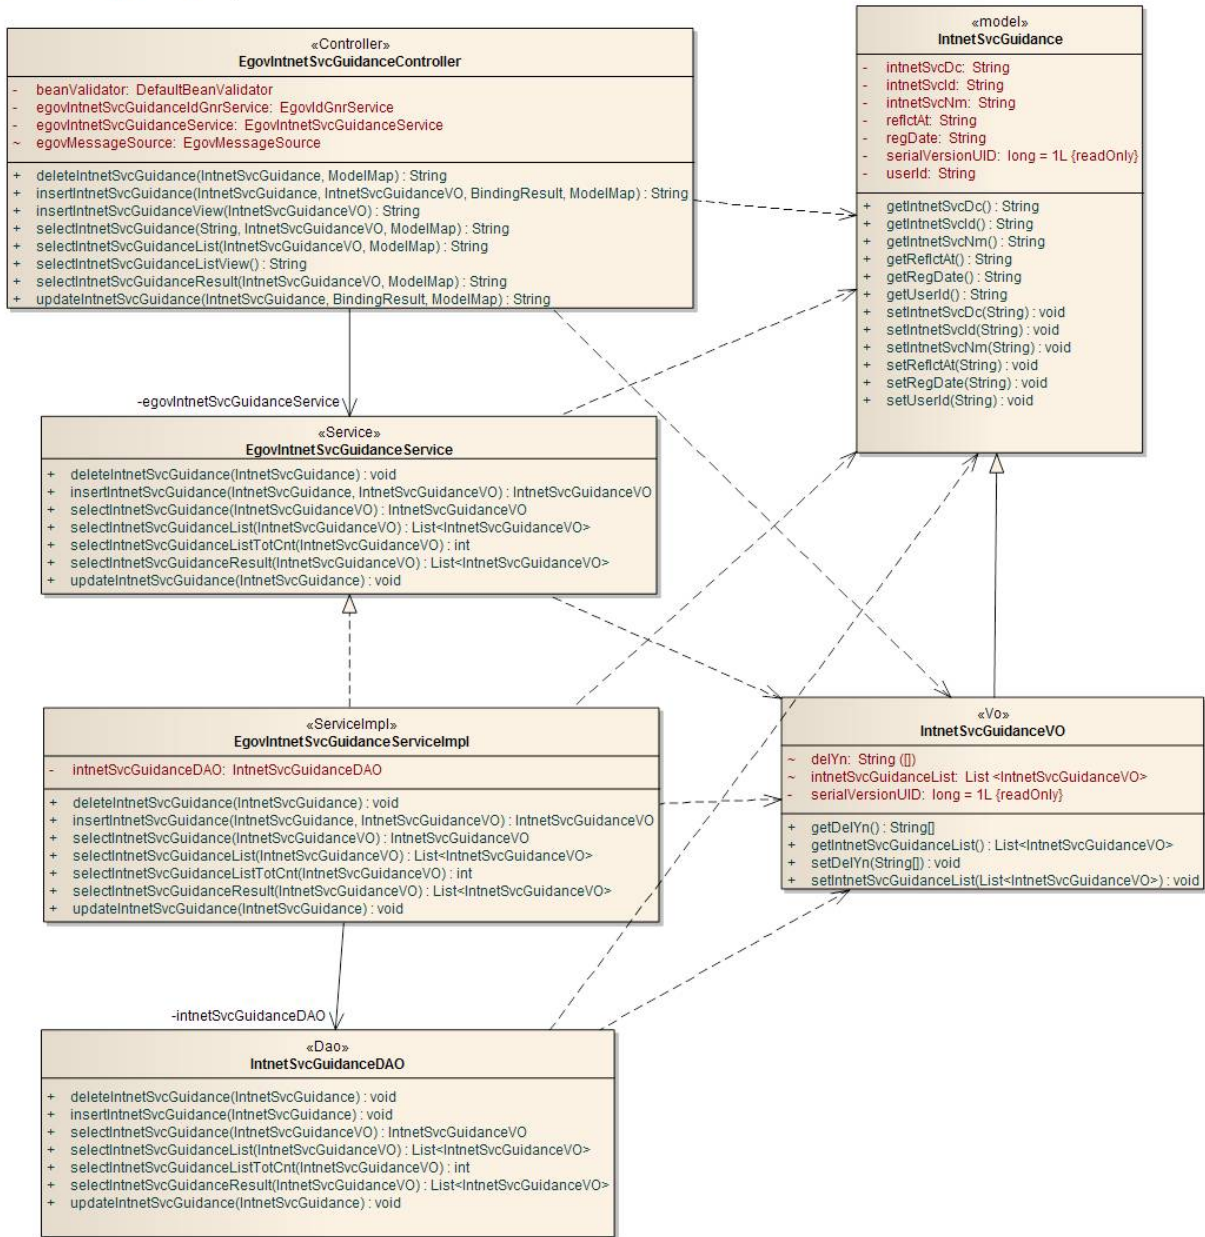 «Controller»
EgovIntnetSvcGuidanceController
- beanValidator: DefaultBeanValidator
- egovIntnetSvcGuidanceIdGnrService: EgovIdGnrService
- egovIntnetSvcGuidanceService: EgovIntnetSvcGuidanceService
~ egovMessageSource: EgovMessageSource
+ deleteIntnetSvcGuidance(IntnetSvcGuidance, ModelMap) : String
+ insertIntnetSvcGuidance(IntnetSvcGuidance, IntnetSvcGuidanceVO, BindingResult, ModelMap) : String
+ insertIntnetSvcGuidanceView(IntnetSvcGuidanceVO) : String
+ selectIntnetSvcGuidance(String, IntnetSvcGuidanceVO, ModelMap) : String
+ selectIntnetSvcGuidanceList(IntnetSvcGuidanceVO, ModelMap) : String
+ selectIntnetSvcGuidanceListView() : String
+ selectIntnetSvcGuidanceResult(IntnetSvcGuidanceVO, ModelMap) : String
+ updateIntnetSvcGuidance(IntnetSvcGuidance, BindingResult, ModelMap) : String
«model»
IntnetSvcGuidance
- intnetSvcDc: String
- intnetSvcId: String
- intnetSvcNm: String
- reflctAt: String
- regDate: String
- serialVersionUID: long = 1L {readOnly}
- userId: String
+ getIntnetSvcDc() : String
+ getIntnetSvcId() : String
+ getIntnetSvcNm() : String
+ getReflctAt() : String
+ getRegDate() : String
+ getUserId() : String
+ setIntnetSvcDc(String) : void
+ setIntnetSvcId(String) : void
+ setIntnetSvcNm(String) : void
+ setReflctAt(String) : void
+ setRegDate(String) : void
+ setUserId(String) : void
-egovIntnetSvcGuidanceService
«Service»
EgovIntnetSvcGuidanceService
+ deleteIntnetSvcGuidance(IntnetSvcGuidance) : void
+ insertIntnetSvcGuidance(IntnetSvcGuidance, IntnetSvcGuidanceVO) : IntnetSvcGuidanceVO
+ selectIntnetSvcGuidance(IntnetSvcGuidanceVO) : IntnetSvcGuidanceVO
+ selectIntnetSvcGuidanceList(IntnetSvcGuidanceVO) : List<IntnetSvcGuidanceVO>
+ selectIntnetSvcGuidanceListTotCnt(IntnetSvcGuidanceVO) : int
+ selectIntnetSvcGuidanceResult(IntnetSvcGuidanceVO) : List<IntnetSvcGuidanceVO>
+ updateIntnetSvcGuidance(IntnetSvcGuidance) : void
«ServiceImpl»
EgovIntnetSvcGuidanceServiceImpl
- intnetSvcGuidanceDAO: IntnetSvcGuidanceDAO
+ deleteIntnetSvcGuidance(IntnetSvcGuidance) : void
+ insertIntnetSvcGuidance(IntnetSvcGuidance, IntnetSvcGuidanceVO) : IntnetSvcGuidanceVO
+ selectIntnetSvcGuidance(IntnetSvcGuidanceVO) : IntnetSvcGuidanceVO
+ selectIntnetSvcGuidanceList(IntnetSvcGuidanceVO) : List<IntnetSvcGuidanceVO>
+ selectIntnetSvcGuidanceListTotCnt(IntnetSvcGuidanceVO) : int
+ selectIntnetSvcGuidanceResult(IntnetSvcGuidanceVO) : List<IntnetSvcGuidanceVO>
+ updateIntnetSvcGuidance(IntnetSvcGuidance) : void
«Vo»
IntnetSvcGuidanceVO
~ delYn: String ([])
~ intnetSvcGuidanceList: List <IntnetSvcGuidanceVO>
- serialVersionUID: long = 1L {readOnly}
+ getDelYn() : String[]
+ getIntnetSvcGuidanceList() : List<IntnetSvcGuidanceVO>
+ setDelYn(String[]) : void
+ setIntnetSvcGuidanceList(List<IntnetSvcGuidanceVO>) : void
-intnetSvcGuidanceDAO
«Dao»
IntnetSvcGuidanceDAO
+ deleteIntnetSvcGuidance(IntnetSvcGuidance) : void
+ insertIntnetSvcGuidance(IntnetSvcGuidance) : void
+ selectIntnetSvcGuidance(IntnetSvcGuidanceVO) : IntnetSvcGuidanceVO
+ selectIntnetSvcGuidanceList(IntnetSvcGuidanceVO) : List<IntnetSvcGuidanceVO>
+ selectIntnetSvcGuidanceListTotCnt(IntnetSvcGuidanceVO) : int
+ selectIntnetSvcGuidanceResult(IntnetSvcGuidanceVO) : List<IntnetSvcGuidanceVO>
+ updateIntnetSvcGuidance(IntnetSvcGuidance) : void